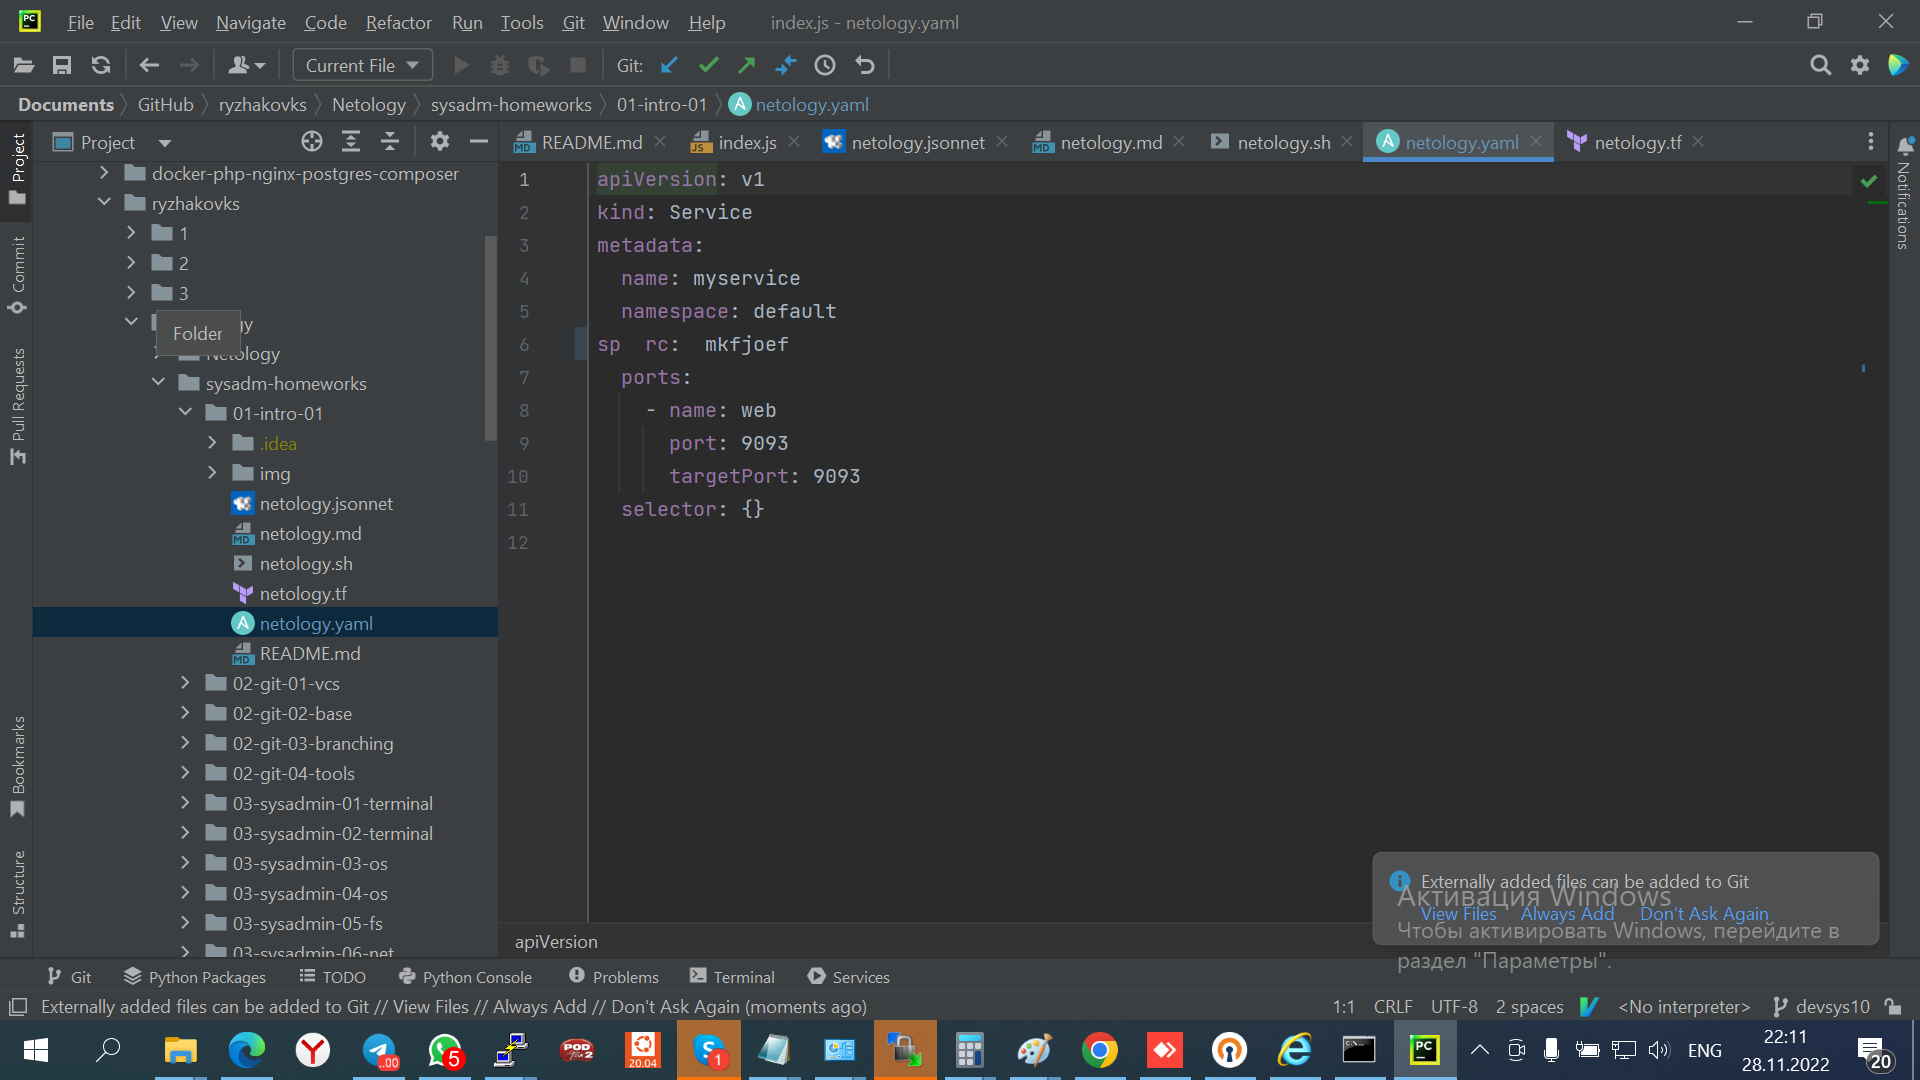 File Edit View Navigate Code Refactor Run Tools Git Window Help index.js - netology.yaml
Current File Git:
Documents GitHub ryzhakovks Netology sysadm-homeworks 01-intro-01 netology.yaml
Project
README.md index.js netology.jsonnet netology.md netology.sh netology.yaml netology.tf
Project
Commit
Pull Requests
Bookmarks
Structure
Notifications
docker-php-nginx-postgres-composer
ryzhakovks
1
2
3
Folder
Netology
sysadm-homeworks
01-intro-01
.idea
img
netology.jsonnet
netology.md
netology.sh
netology.tf
netology.yaml
README.md
02-git-01-vcs
02-git-02-base
02-git-03-branching
02-git-04-tools
03-sysadmin-01-terminal
03-sysadmin-02-terminal
03-sysadmin-03-os
03-sysadmin-04-os
03-sysadmin-05-fs
03-sysadmin-06-net
1 apiVersion: v1
2 kind: Service
3 metadata:
4 name: myservice
5 namespace: default
6 sp rc: mkfjoef
7 ports:
8 - name: web
9 port: 9093
10 targetPort: 9093
11 selector: {}
12
apiVersion
Externally added files can be added to Git
View Files Always Add Don't Ask Again
Активация Windows
Чтобы активировать Windows, перейдите в
раздел "Параметры".
Git Python Packages TODO Python Console Problems Terminal Services
Externally added files can be added to Git // View Files // Always Add // Don't Ask Again (moments ago)
1:1 CRLF UTF-8 2 spaces <No interpreter> devsys10
ENG
22:11
28.11.2022
20